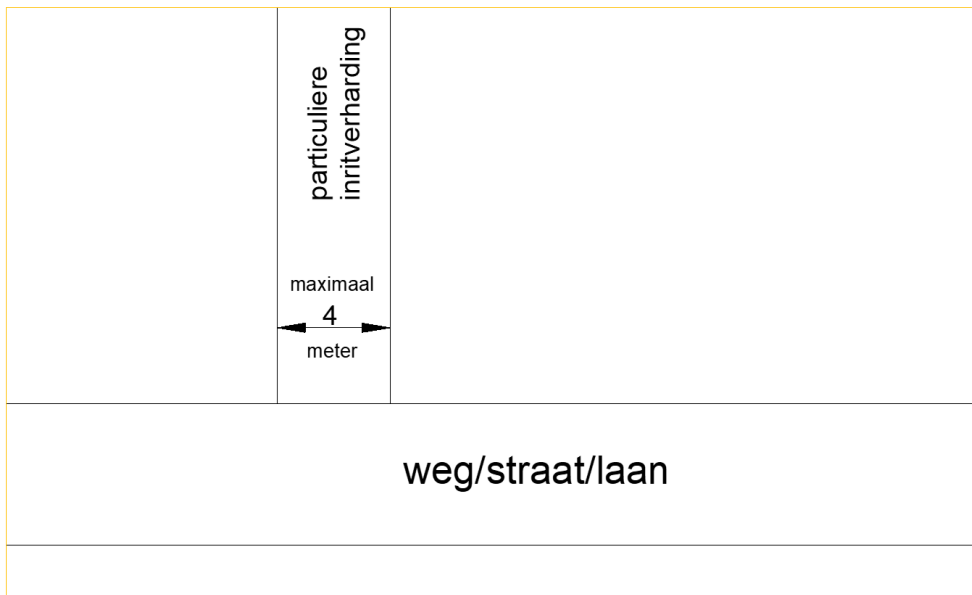 particuliere
inritverharding
maximaal
4
meter
weg/straat/laan